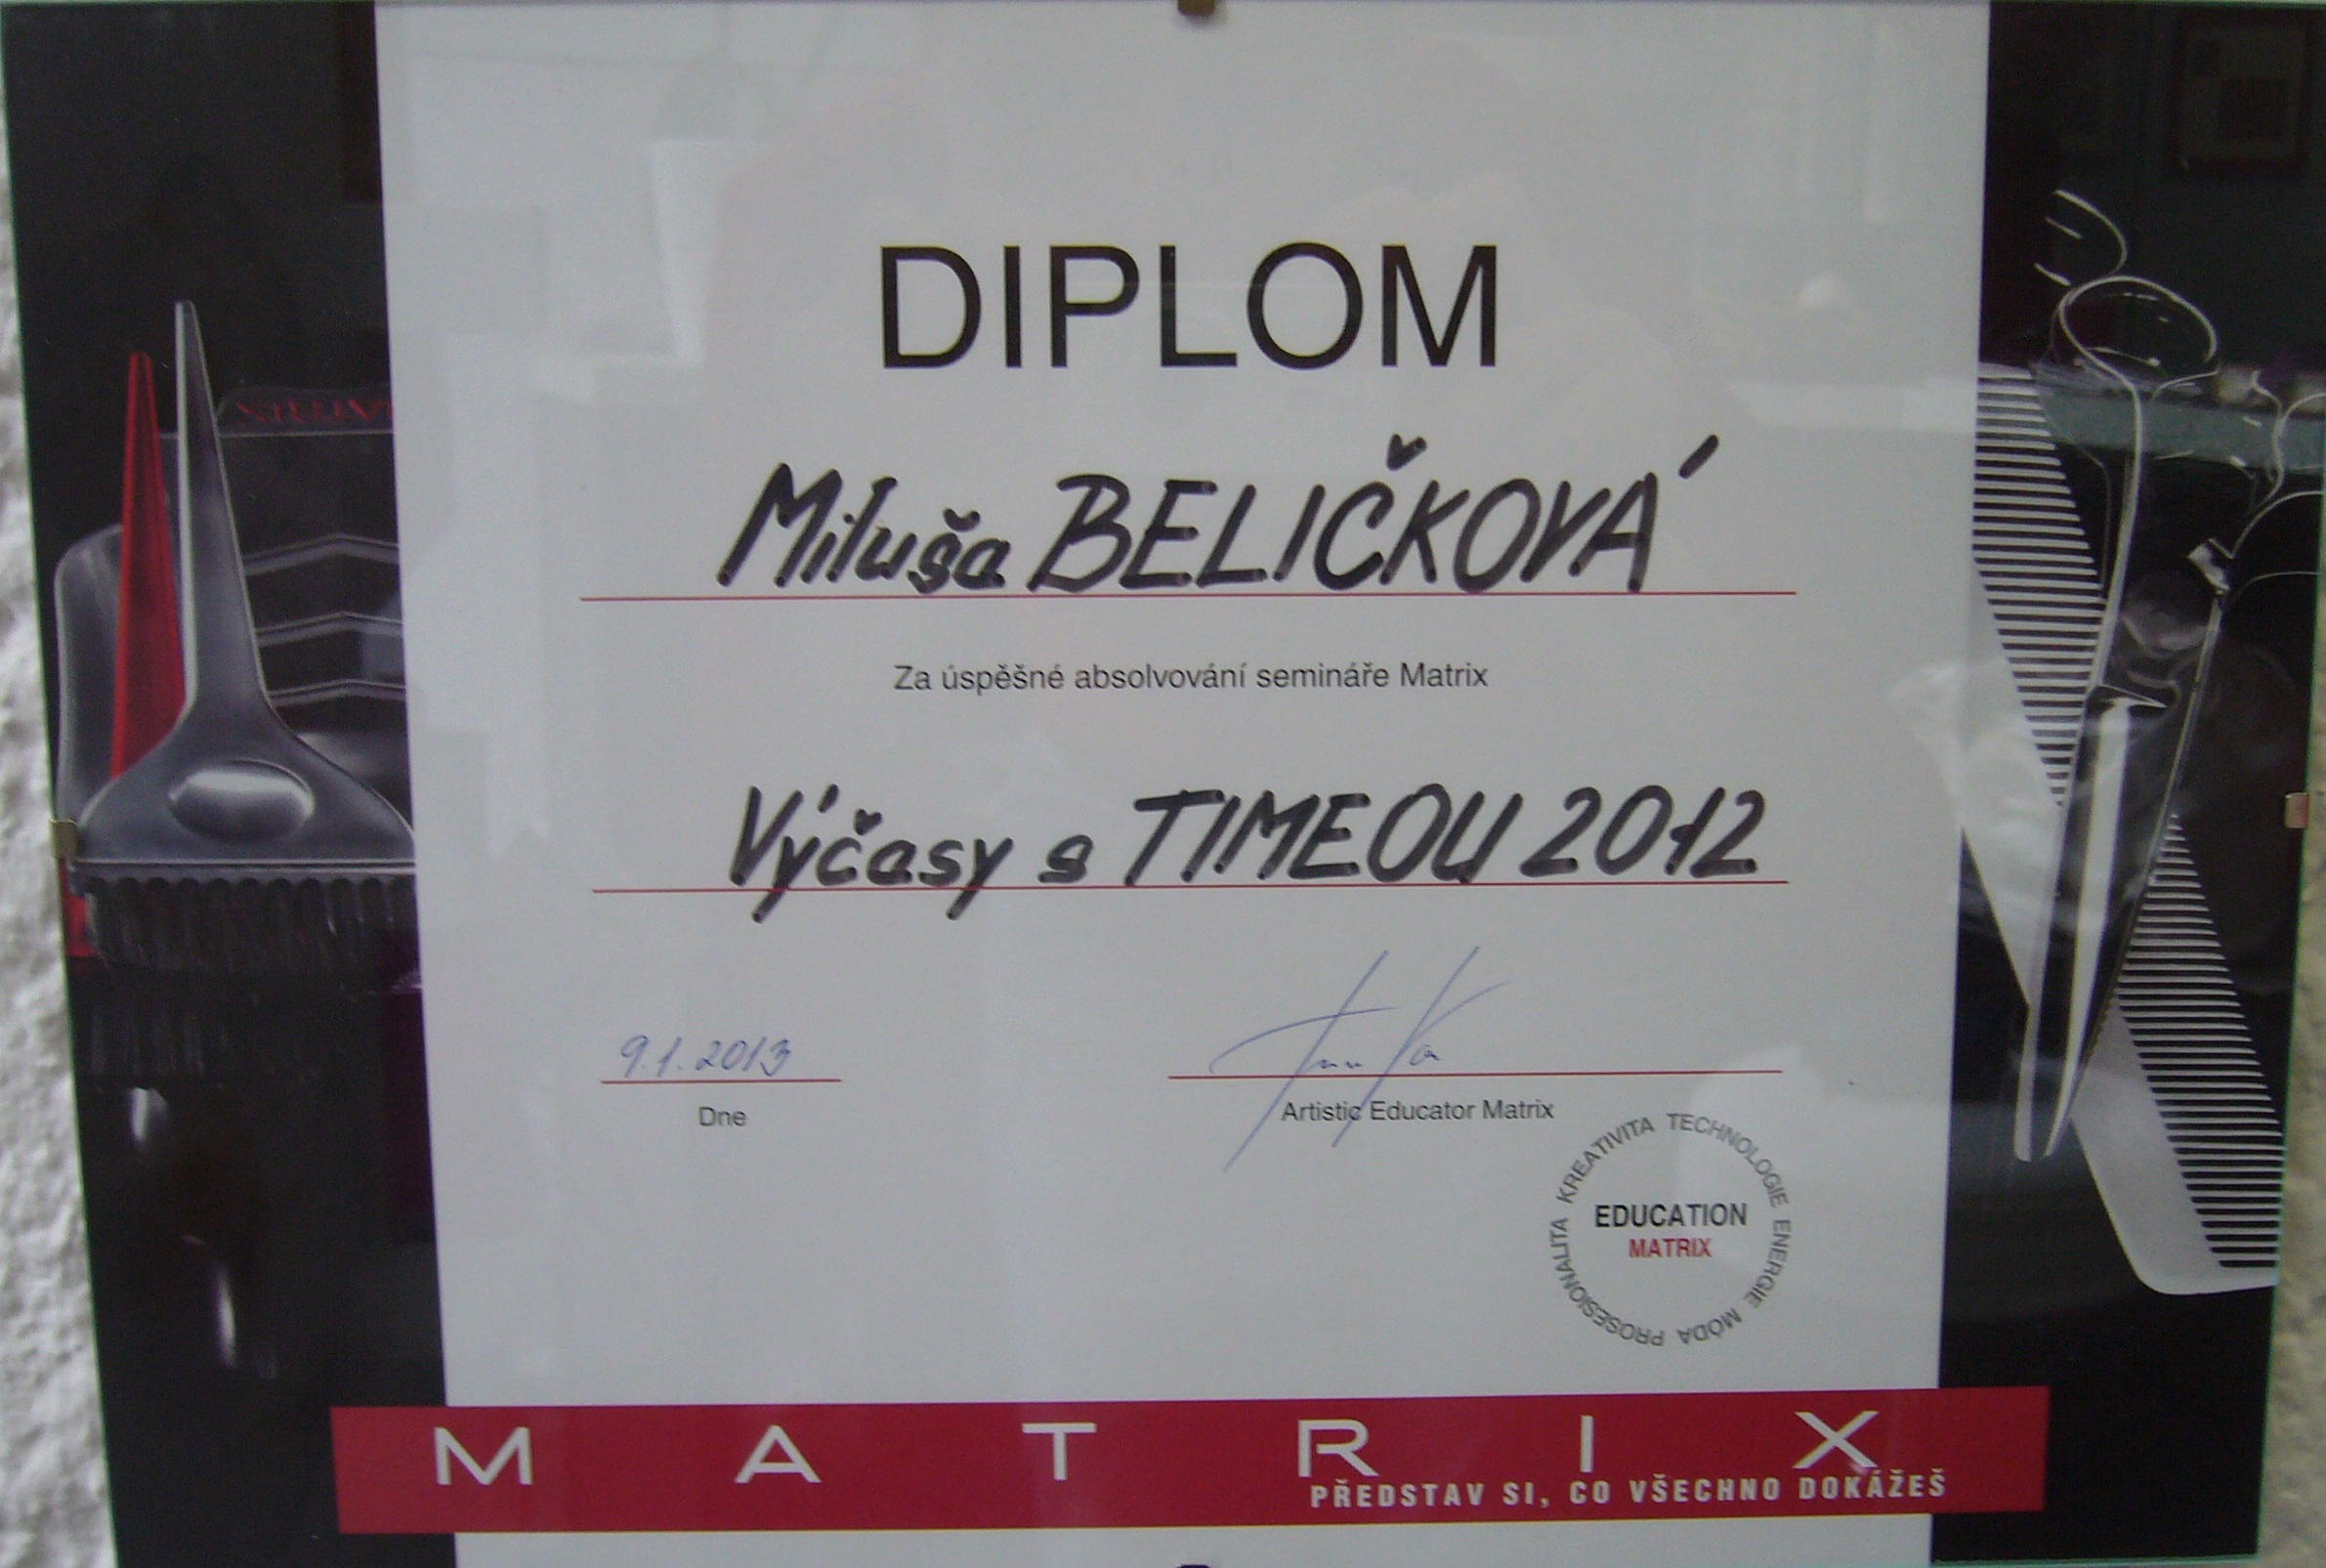 DIPLOM
Miluša BELIČKOVÁ
Za úspěšné absolvování semináře Matrix
Výčasy s TIMEOU 2012
9.1.2013
Dne
Artistic Educator Matrix
PROSESIONALITA KREATIVITA TECHNOLOGIE ENERGIE MÓDA
EDUCATION
MATRIX
MATRIX
PŘEDSTAV SI, CO VŠECHNO DOKÁŽEŠ